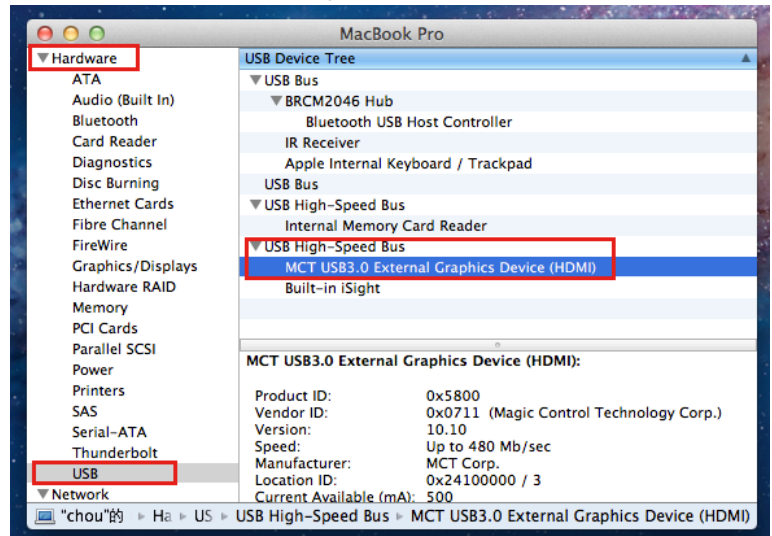 MacBook Pro
Hardware
ATA
Audio (Built In)
Bluetooth
Card Reader
Diagnostics
Disc Burning
Ethernet Cards
Fibre Channel
FireWire
Graphics/Displays
Hardware RAID
Memory
PCI Cards
Parallel SCSI
Power
Printers
SAS
Serial-ATA
Thunderbolt
USB
Network
USB Device Tree
USB Bus
BRCM2046 Hub
Bluetooth USB Host Controller
IR Receiver
Apple Internal Keyboard / Trackpad
USB Bus
USB High-Speed Bus
Internal Memory Card Reader
USB High-Speed Bus
MCT USB3.0 External Graphics Device (HDMI)
Built-in iSight
MCT USB3.0 External Graphics Device (HDMI):
Product ID: 0x5800
Vendor ID: 0x0711 (Magic Control Technology Corp.)
Version: 10.10
Speed: Up to 480 Mb/sec
Manufacturer: MCT Corp.
Location ID: 0x24100000 / 3
Current Available (mA): 500
"chou"的 ▸ Ha ▸ US ▸ USB High-Speed Bus ▸ MCT USB3.0 External Graphics Device (HDMI)